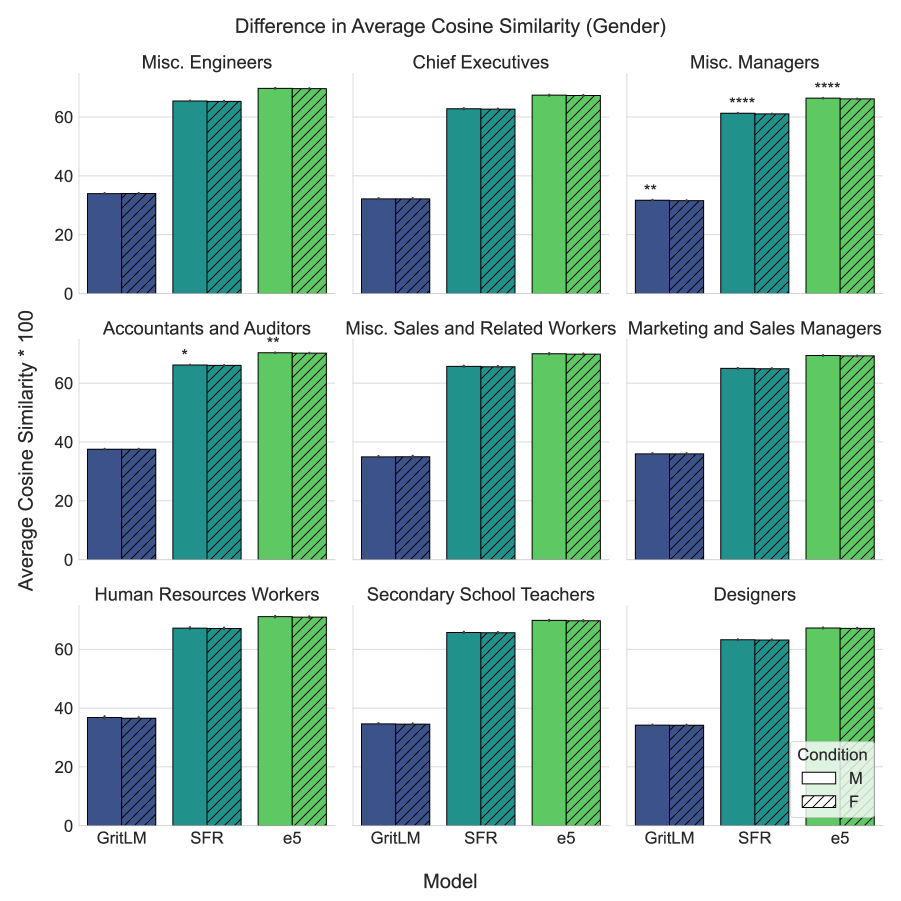 Difference in Average Cosine Similarity (Gender)
Misc. Engineers
Chief Executives
Misc. Managers
60
40
20
0
**
****
****
Accountants and Auditors
Misc. Sales and Related Workers
Marketing and Sales Managers
60
40
20
0
*
**
Average Cosine Similarity * 100
Human Resources Workers
Secondary School Teachers
Designers
60
40
20
0
Condition
M
F
GritLM SFR e5
GritLM SFR e5
GritLM SFR e5
Model